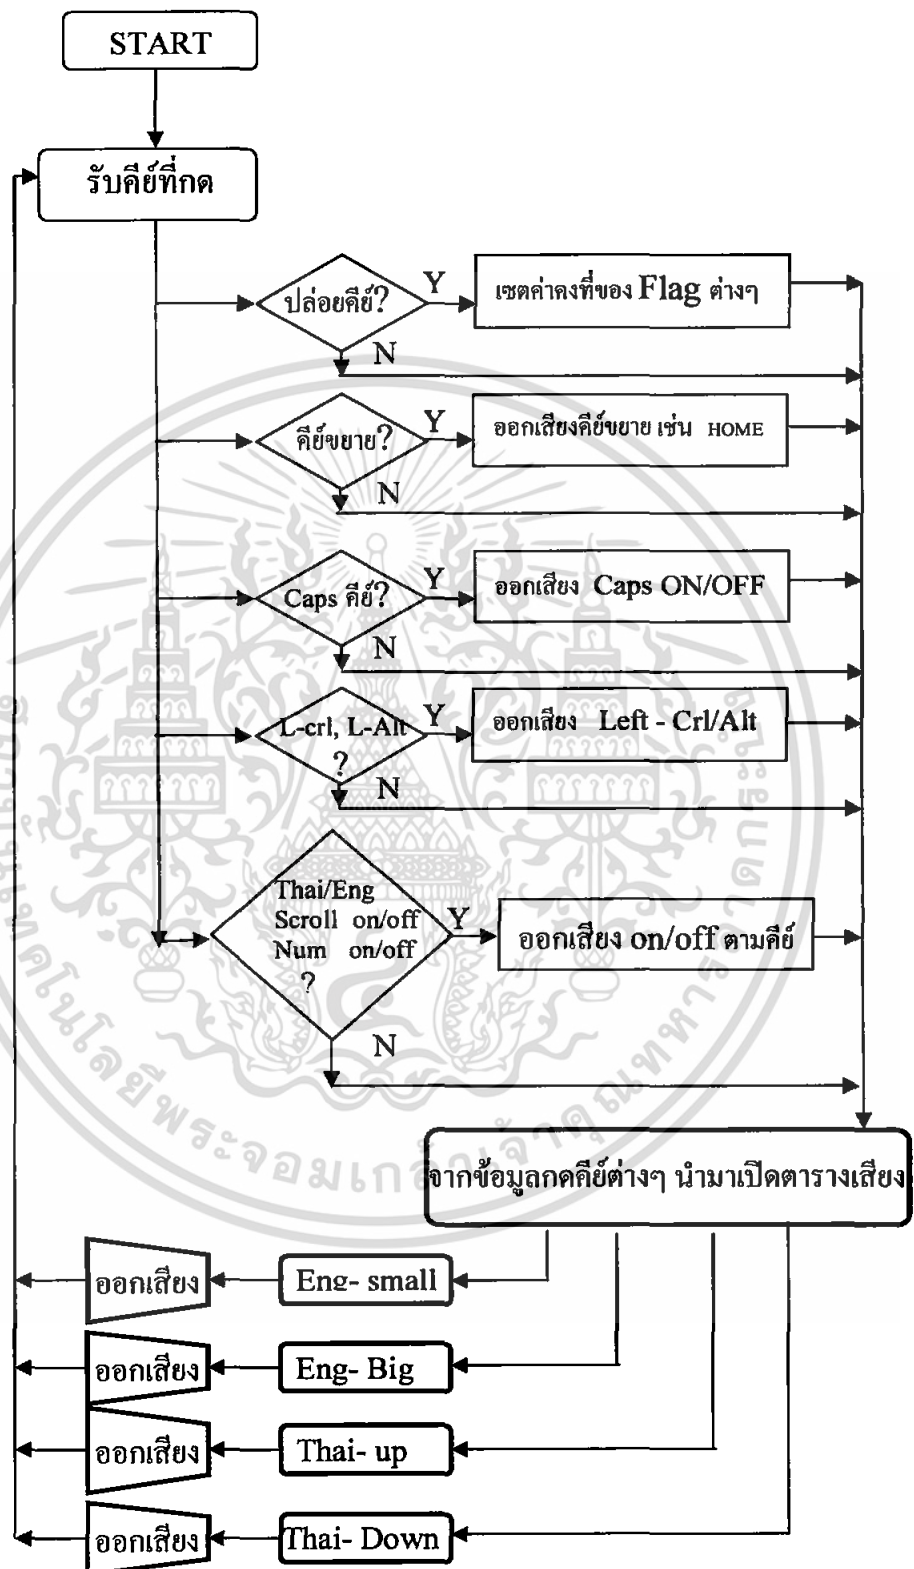 START
รับคีย์ที่กด
ปล่อยคีย์?
Y
เซตค่าคงที่ของ Flag ต่างๆ
N
คีย์ขยาย?
Y
ออกเสียงคีย์ขยาย เช่น HOME
N
Caps คีย์?
Y
ออกเสียง Caps ON/OFF
N
L-crl, L-Alt
?
Y
ออกเสียง Left - Crl/Alt
N
Thai/Eng
Scroll on/off
Num on/off
?
Y
ออกเสียง on/off ตามคีย์
N
จากข้อมูลกดคีย์ต่างๆ นำมาเปิดตารางเสียง
ออกเสียง
Eng- small
ออกเสียง
Eng- Big
ออกเสียง
Thai- up
ออกเสียง
Thai- Down